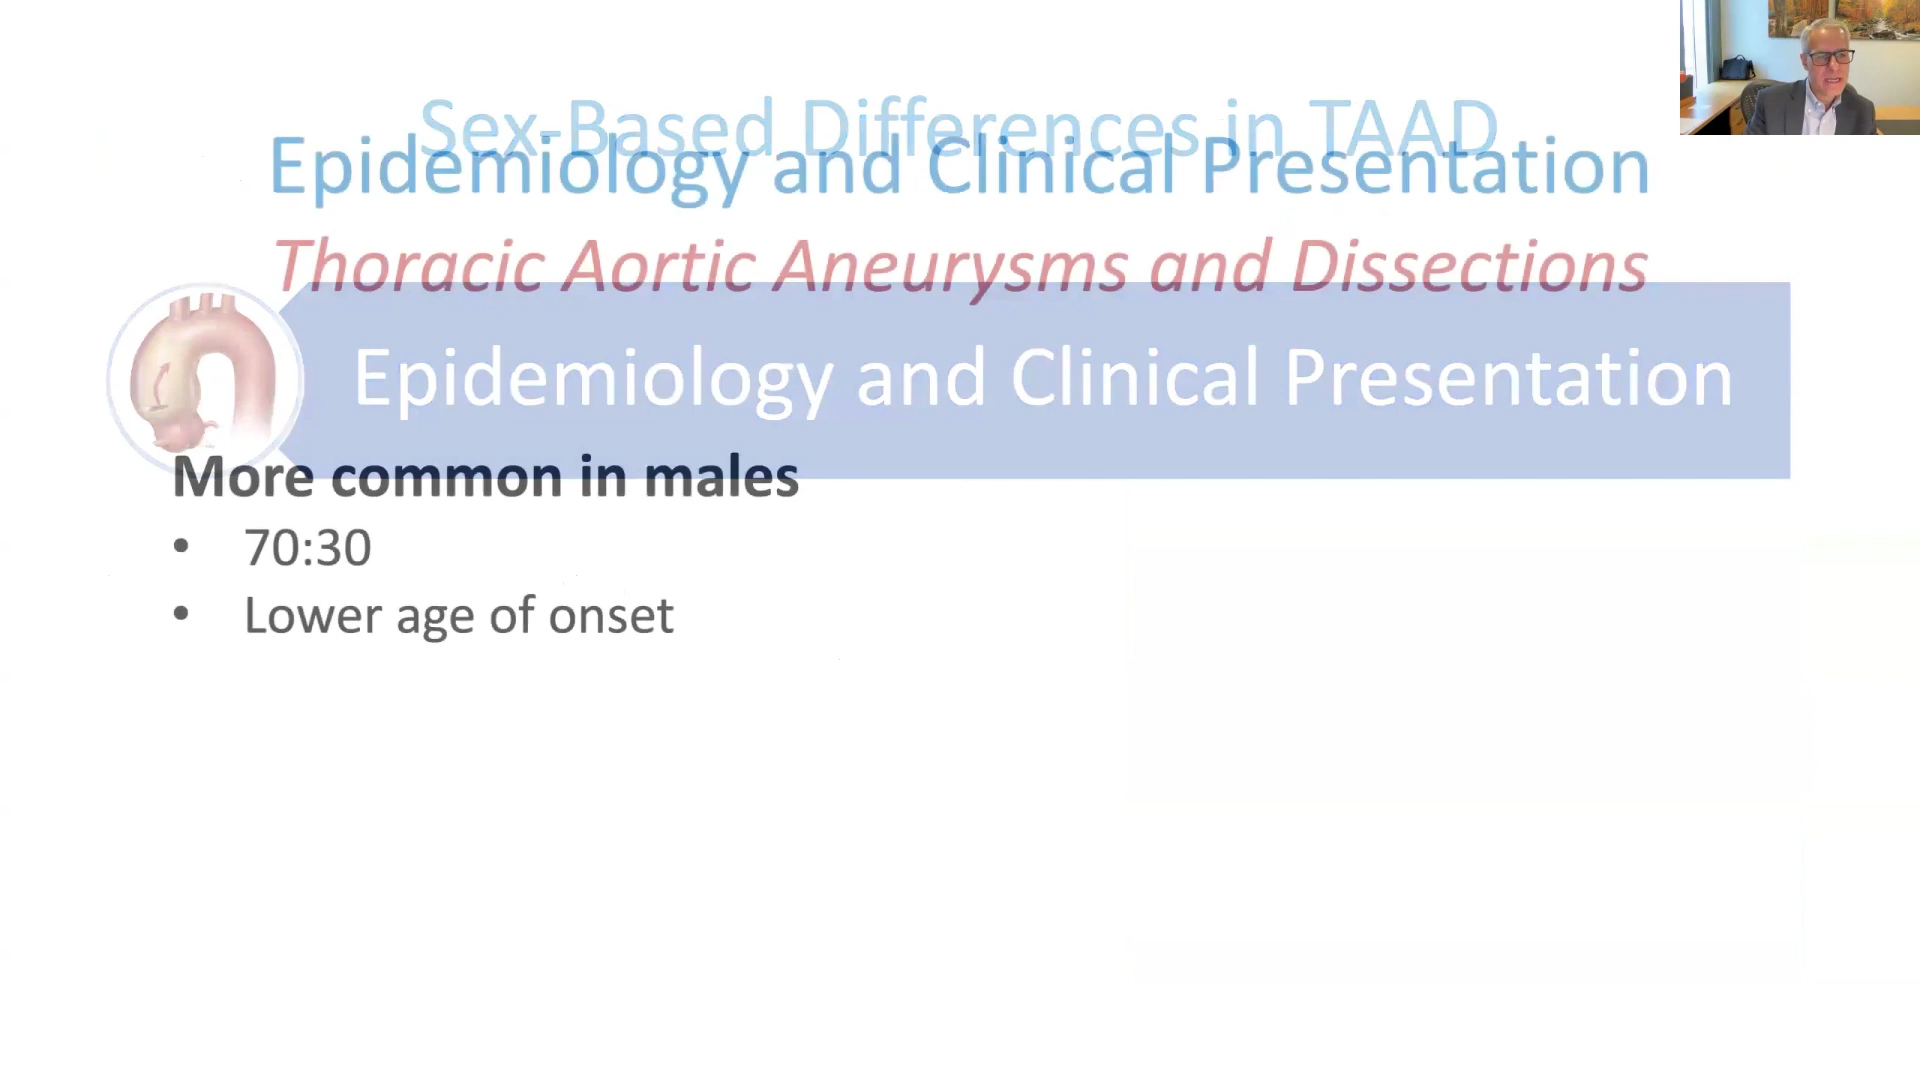 Sex-Based Differences in TAAD
Epidemiology and Clinical Presentation
Thoracic Aortic Aneurysms and Dissections
Epidemiology and Clinical Presentation
More common in males
• 70:30
• Lower age of onset